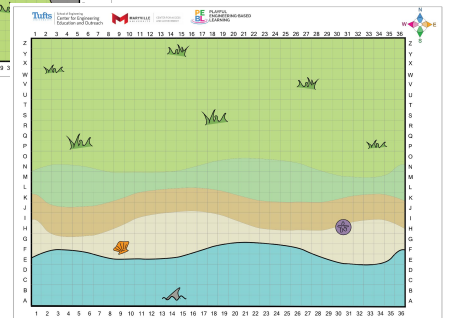 Tufts
School of Engineering
Center for Engineering
Education and Outreach
MARYVILLE
UNIVERSITY
PE
BL
PLAYFUL
ENGINEERING-BASED
LEARNING
N
W E
S
1 2 3 4 5 6 7 8 9 10 11 12 13 14 15 16 17 18 19 20 21 22 23 24 25 26 27 28 29 30 31 32 33 34 35 36
Z Z
Y Y
X X
W W
V V
U U
T T
S S
R R
Q Q
P P
O O
N N
M M
L L
K K
J J
I I
H H
G G
F F
E E
D D
C C
B B
A A
1 2 3 4 5 6 7 8 9 10 11 12 13 14 15 16 17 18 19 20 21 22 23 24 25 26 27 28 29 30 31 32 33 34 35 36